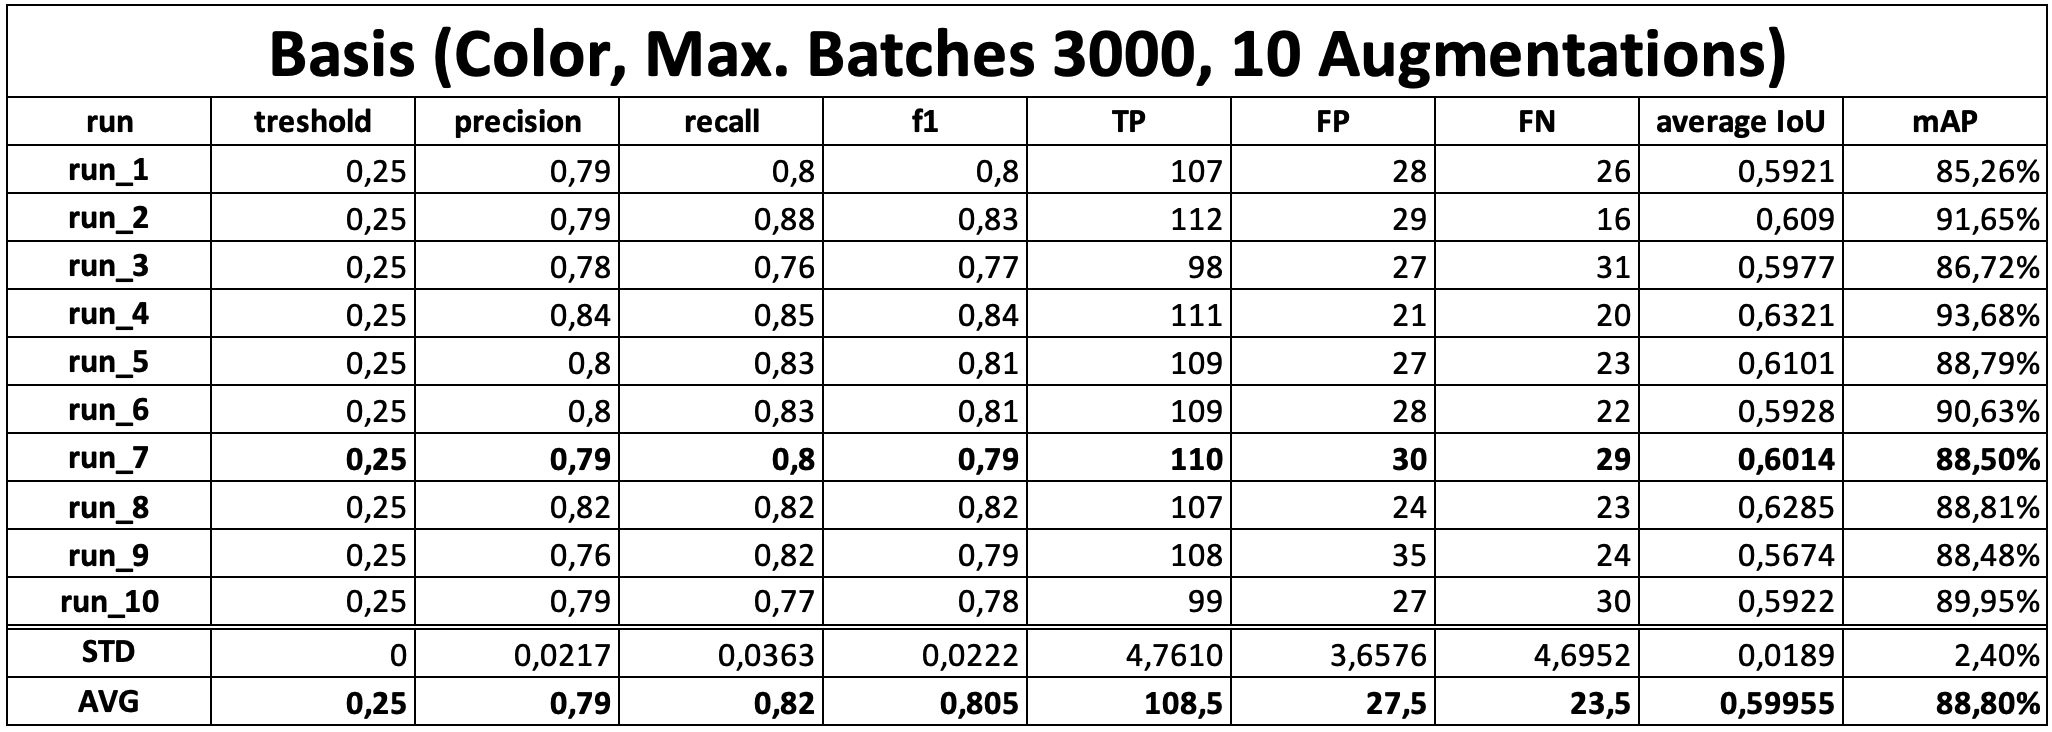 Basis (Color, Max. Batches 3000, 10 Augmentations)
run treshold precision recall f1 TP FP FN average IoU mAP
run_1 0,25 0,79 0,8 0,8 107 28 26 0,5921 85,26%
run_2 0,25 0,79 0,88 0,83 112 29 16 0,609 91,65%
run_3 0,25 0,78 0,76 0,77 98 27 31 0,5977 86,72%
run_4 0,25 0,84 0,85 0,84 111 21 20 0,6321 93,68%
run_5 0,25 0,8 0,83 0,81 109 27 23 0,6101 88,79%
run_6 0,25 0,8 0,83 0,81 109 28 22 0,5928 90,63%
run_7 0,25 0,79 0,8 0,79 110 30 29 0,6014 88,50%
run_8 0,25 0,82 0,82 0,82 107 24 23 0,6285 88,81%
run_9 0,25 0,76 0,82 0,79 108 35 24 0,5674 88,48%
run_10 0,25 0,79 0,77 0,78 99 27 30 0,5922 89,95%
STD 0 0,0217 0,0363 0,0222 4,7610 3,6576 4,6952 0,0189 2,40%
AVG 0,25 0,79 0,82 0,805 108,5 27,5 23,5 0,59955 88,80%